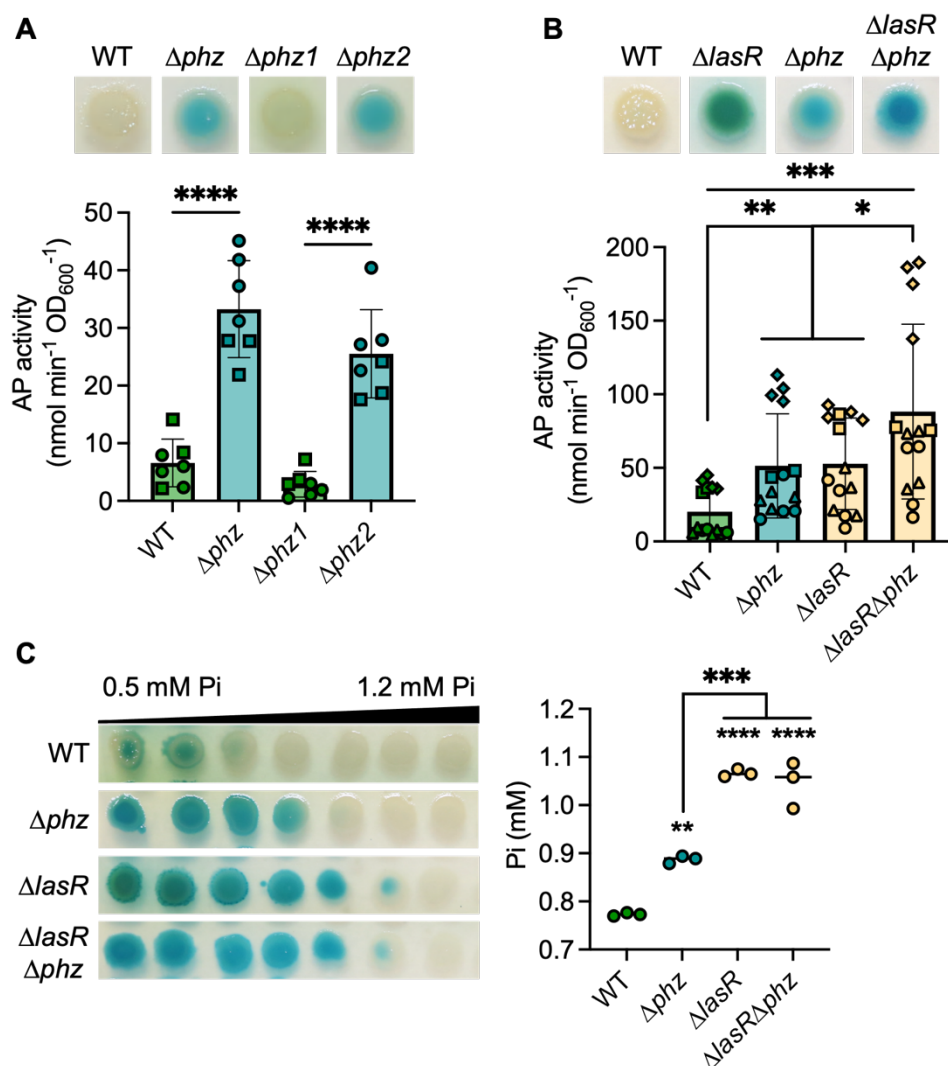 A
WT Δphz Δphz1 Δphz2
**** ****
AP activity
(nmol min⁻¹ OD₆₀₀⁻¹)
50
40
30
20
10
0
WT Δphz Δphz1 Δphz2
B
WT ΔlasR Δphz ΔlasR
Δphz
***
** *
AP activity
(nmol min⁻¹ OD₆₀₀⁻¹)
200
150
100
50
0
WT Δphz ΔlasR ΔlasRΔphz
C
0.5 mM Pi 1.2 mM Pi
WT
Δphz
ΔlasR
ΔlasR
Δphz
***
**** ****
**
Pi (mM)
1.2
1.1
1.0
0.9
0.8
0.7
WT Δphz ΔlasR ΔlasRΔphz